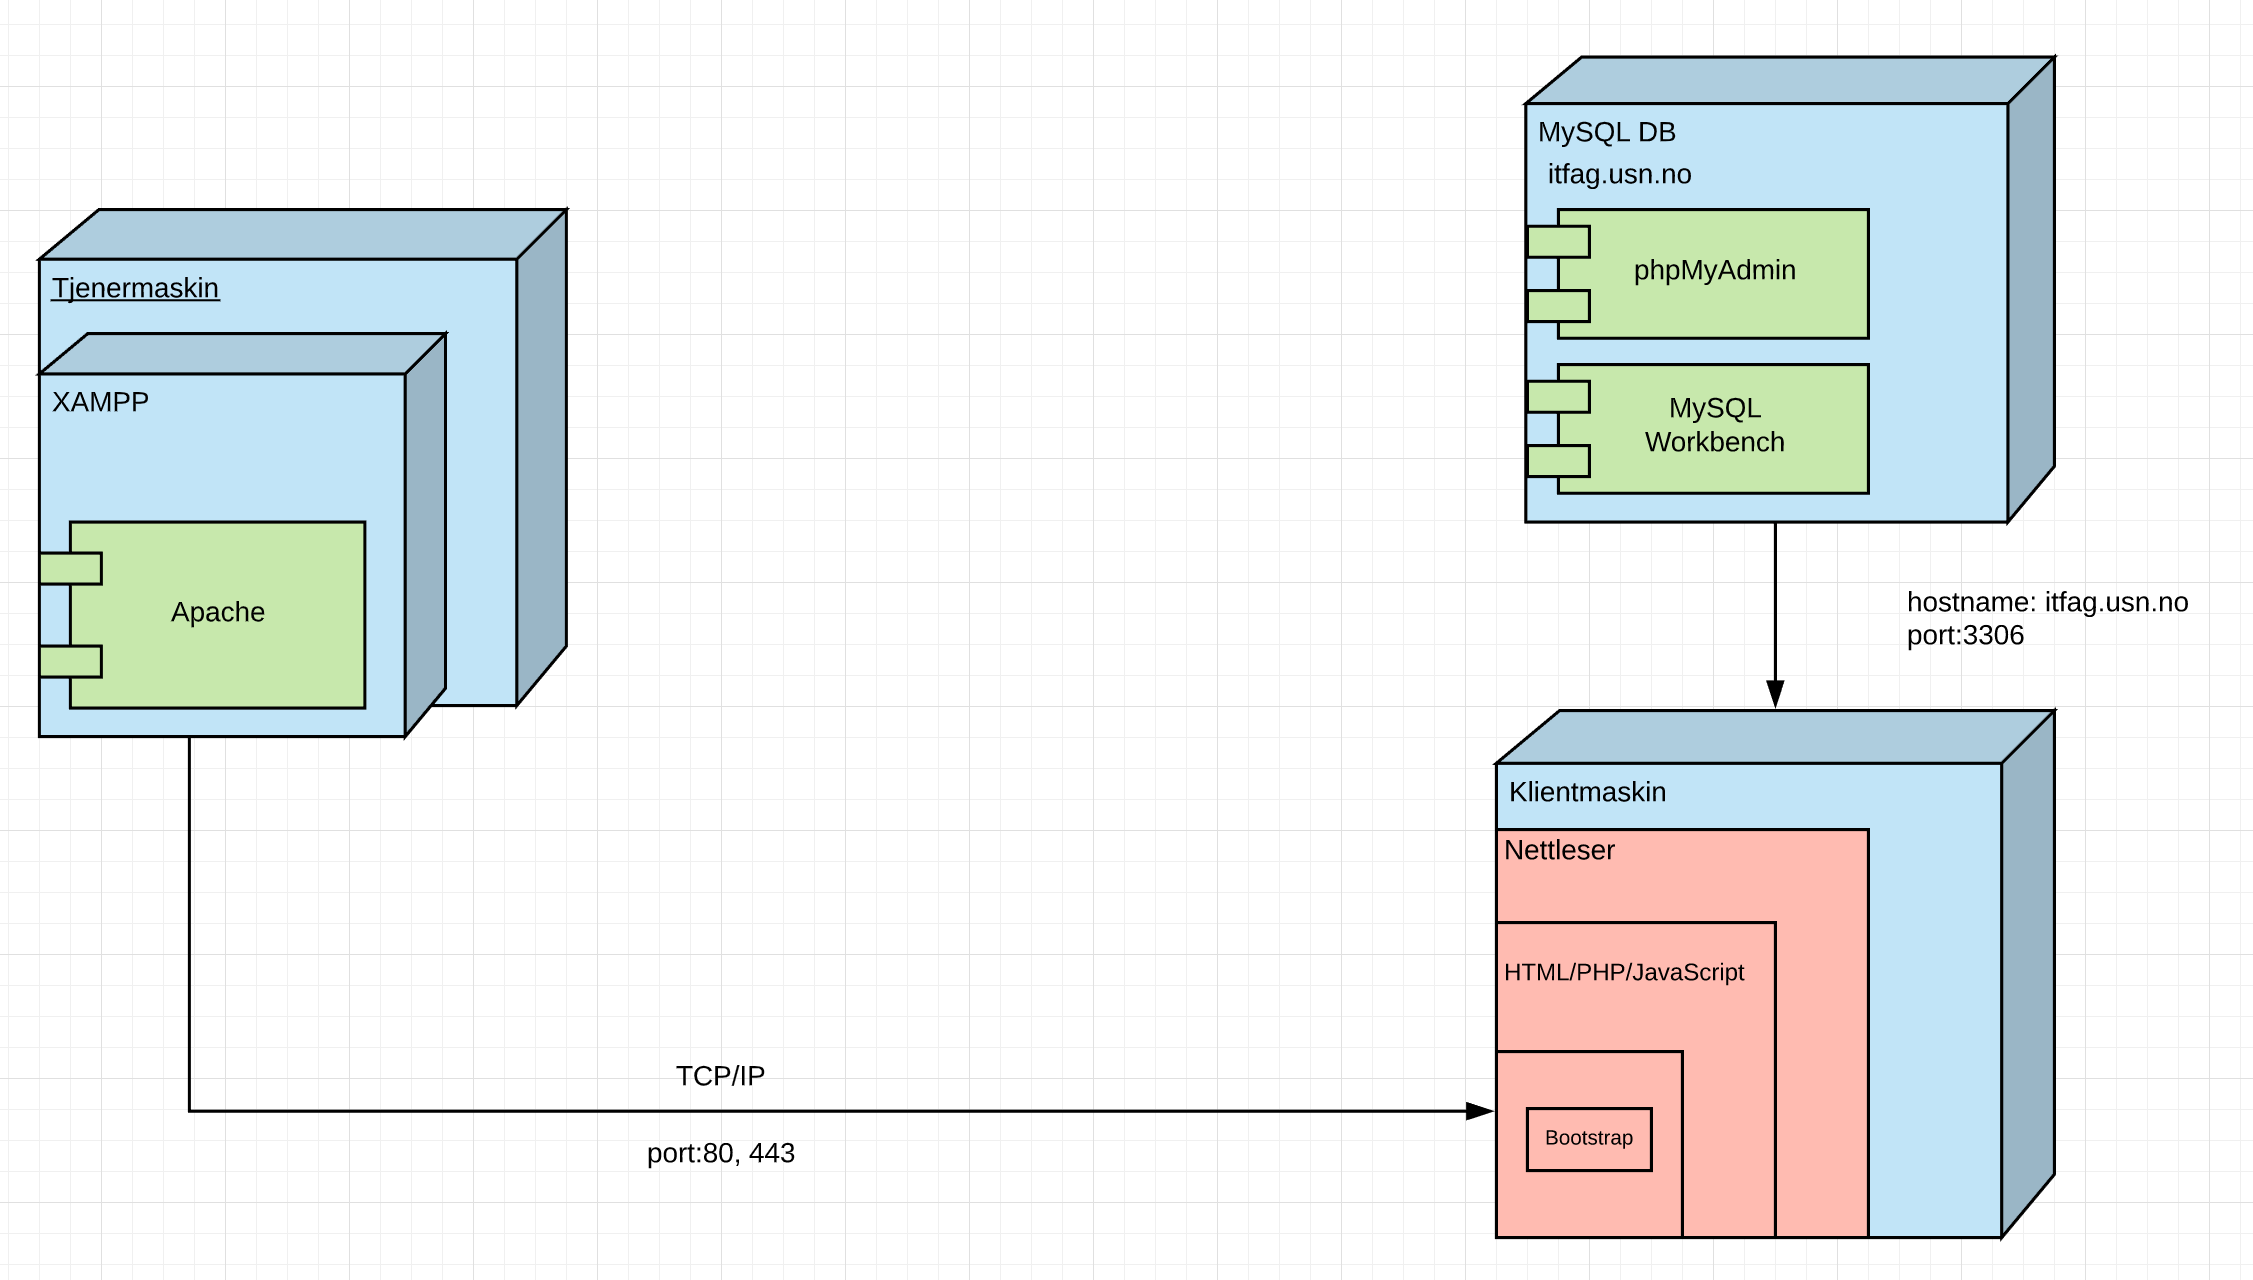 MySQL DB
itfag.usn.no
phpMyAdmin
MySQL
Workbench
Tjenermaskin
XAMPP
Apache
hostname: itfag.usn.no
port:3306
Klientmaskin
Nettleser
HTML/PHP/JavaScript
Bootstrap
TCP/IP
port:80, 443